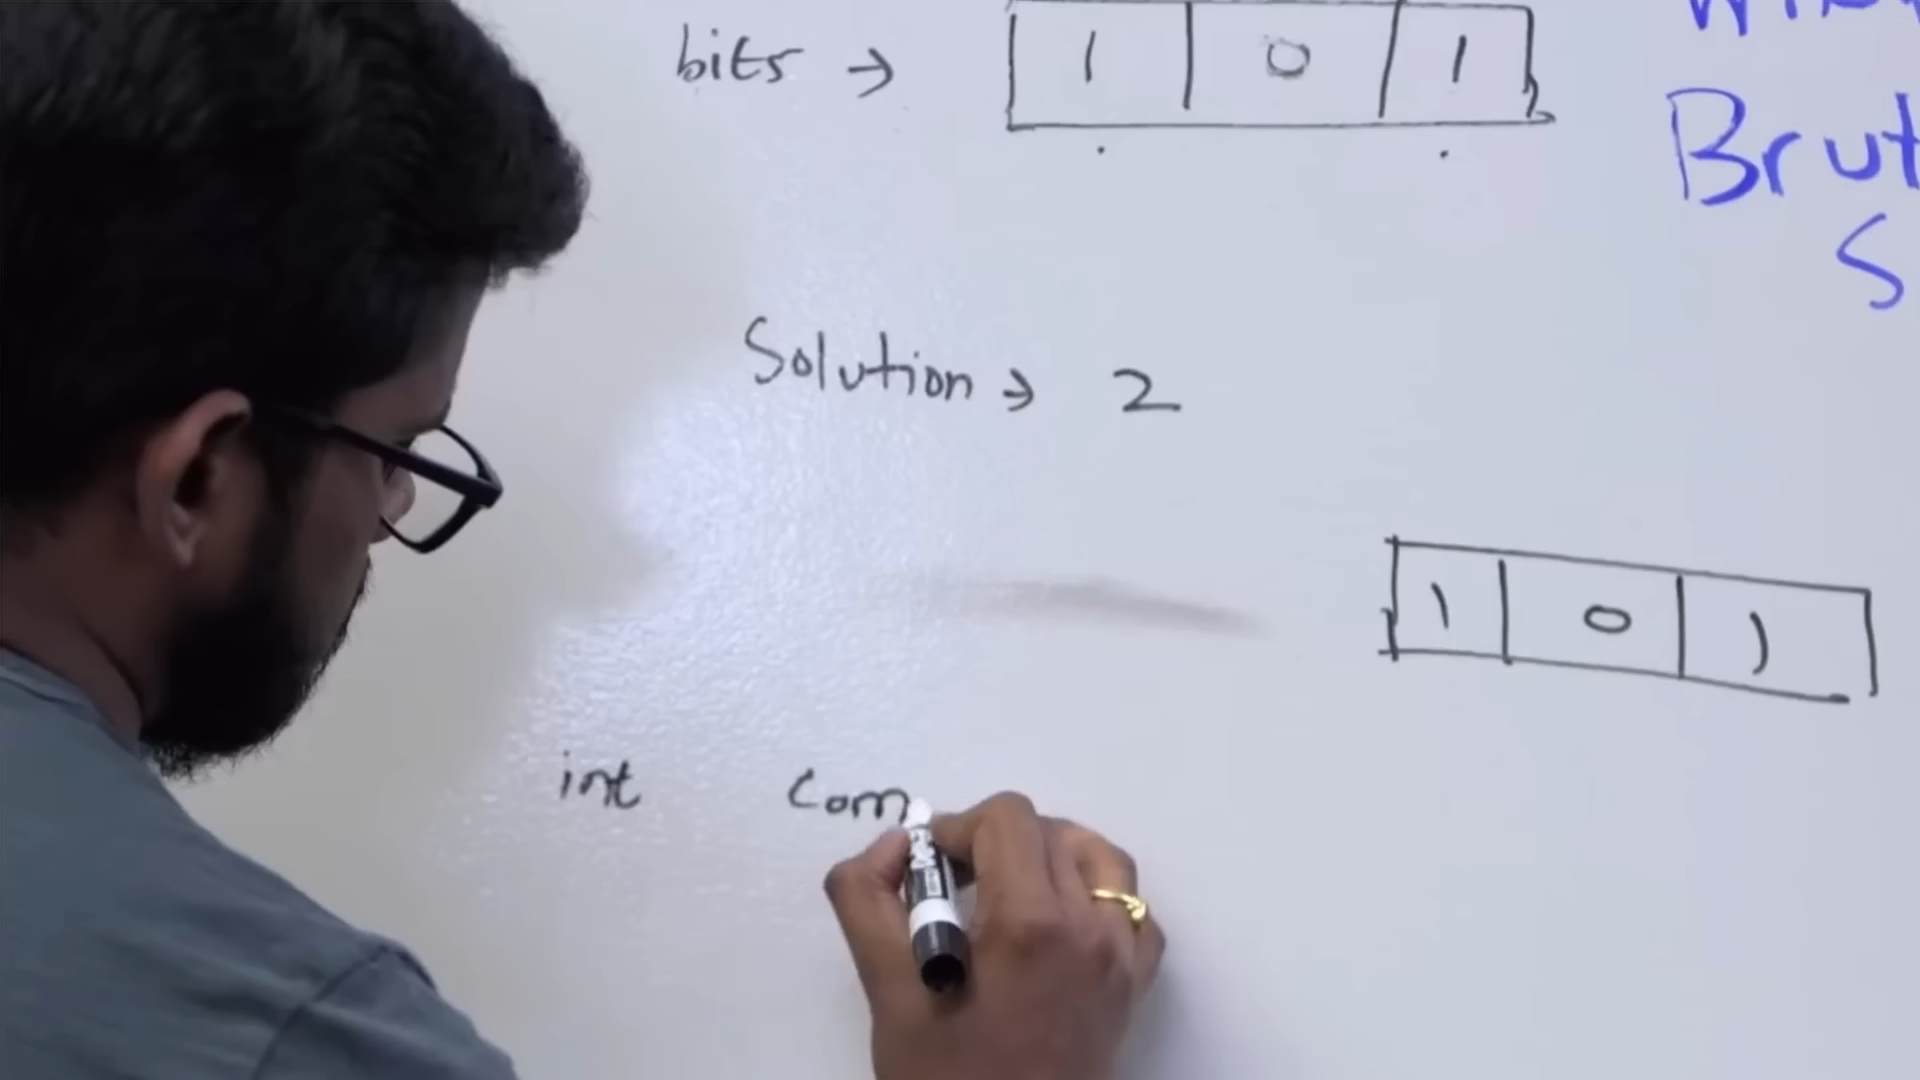 bits → 1 0 1
Brut
S
Solution → 2
1 0 1
int com